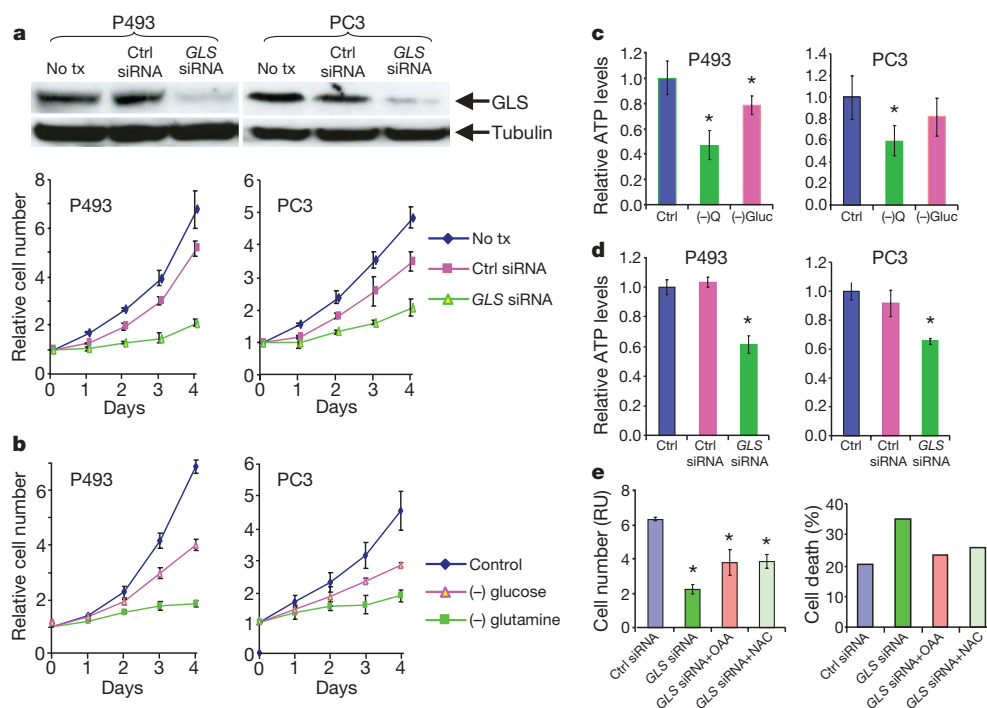 a
P493
PC3
No tx
Ctrl
siRNA
GLS
siRNA
No tx
Ctrl
siRNA
GLS
siRNA
GLS
Tubulin
Relative cell number
8
6
4
2
0
P493
0 1 2 3 4
Days
6
5
4
3
2
1
0
PC3
0 1 2 3 4
Days
No tx
Ctrl siRNA
GLS siRNA
b
Relative cell number
6
4
2
0
P493
0 1 2 3 4
Days
6
5
4
3
2
1
0
PC3
0 1 2 3 4
Days
Control
(–) glucose
(–) glutamine
c
Relative ATP levels
1.2
1.0
0.8
0.6
0.4
0.2
0.0
P493
*
*
Ctrl (–)Q (–)Gluc
1.4
1.2
1.0
0.8
0.6
0.4
0.2
0.0
PC3
*
Ctrl (–)Q (–)Gluc
d
Relative ATP levels
1.2
1.0
0.8
0.6
0.4
0.2
0.0
P493
*
Ctrl
Ctrl
siRNA
GLS
siRNA
1.2
1.0
0.8
0.6
0.4
0.2
0.0
PC3
*
Ctrl
Ctrl
siRNA
GLS
siRNA
e
Cell number (RU)
8
6
4
2
0
*
*
*
Ctrl siRNA
GLS siRNA
GLS siRNA+OAA
GLS siRNA+NAC
Cell death (%)
40
30
20
10
0
Ctrl siRNA
GLS siRNA
GLS siRNA+OAA
GLS siRNA+NAC